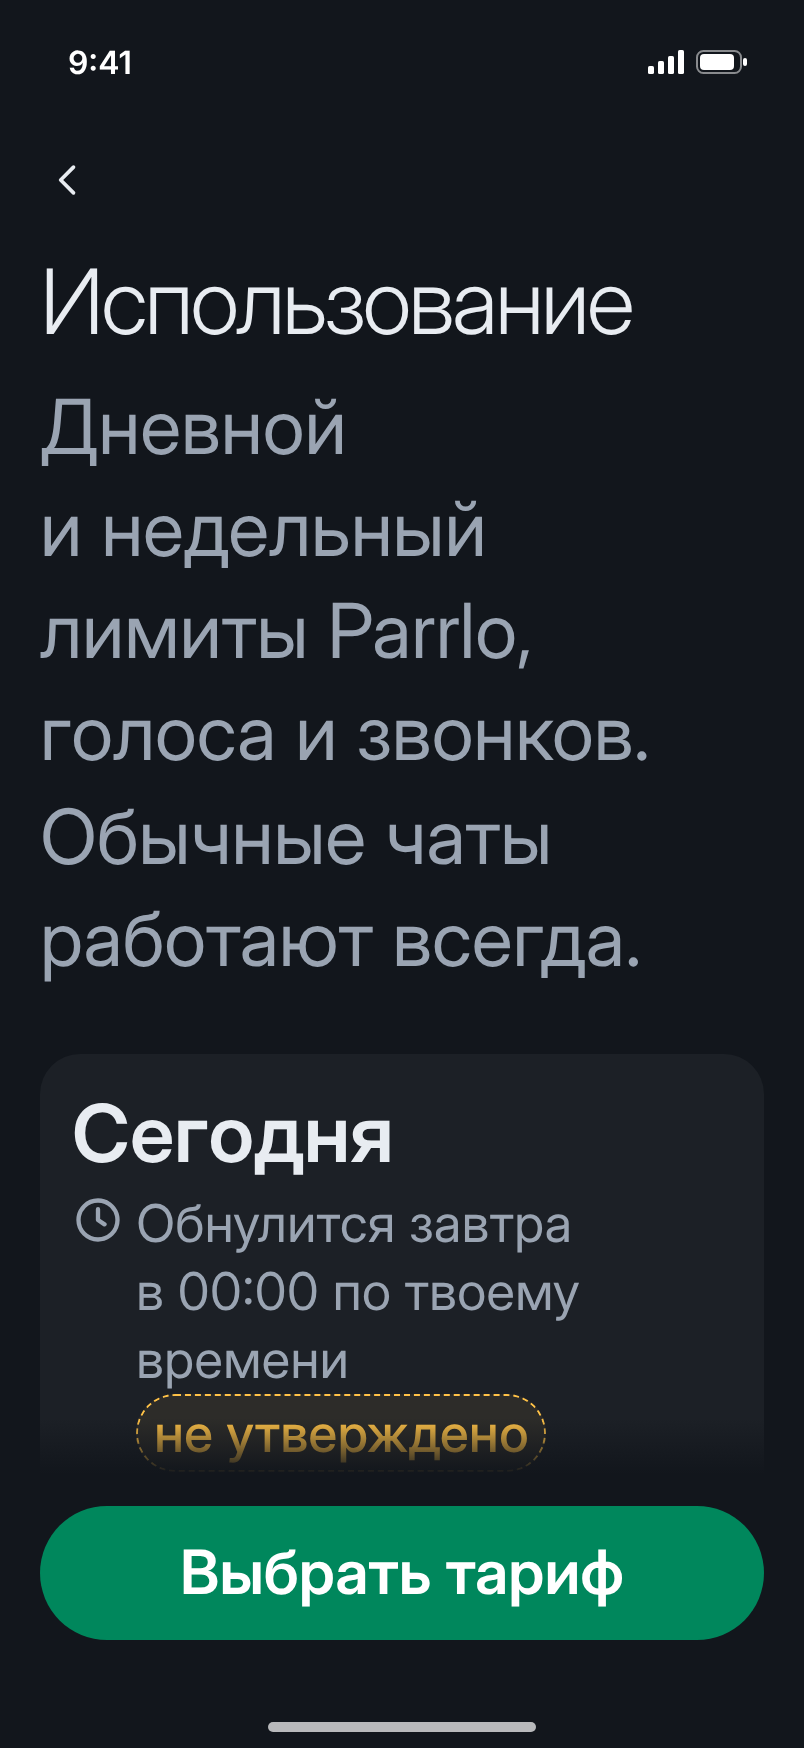 9:41
Использование
Дневной
и недельный
лимиты Parrlo,
голоса и звонков.
Обычные чаты
работают всегда.
Сегодня
Обнулится завтра
в 00:00 по твоему
времени
не утверждено
Выбрать тариф